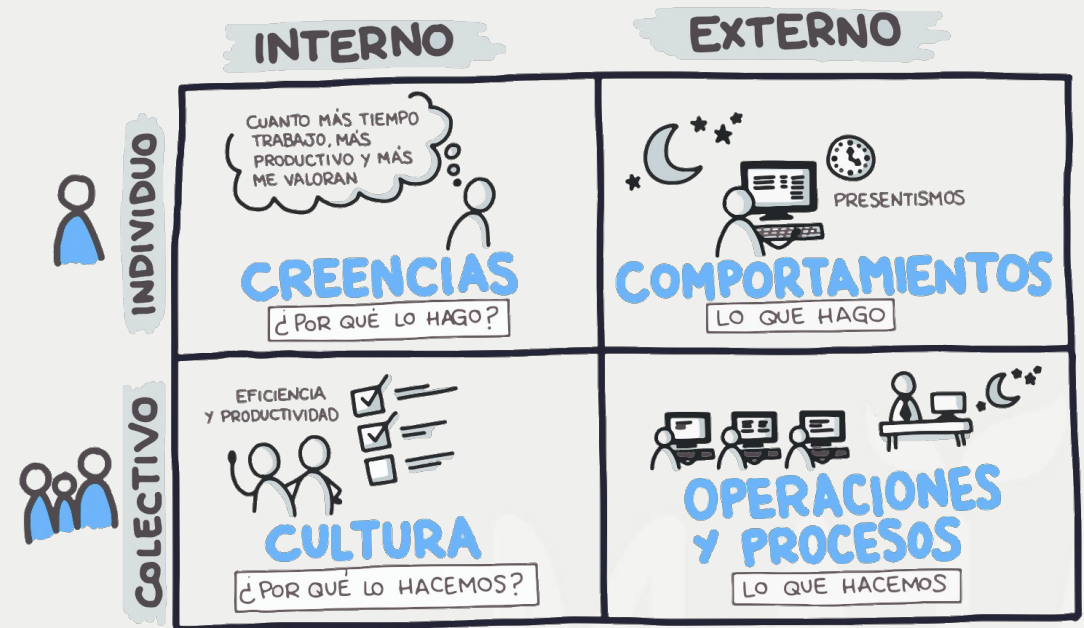 INTERNO
EXTERNO
INDIVIDUO
CUANTO MÁS TIEMPO
TRABAJO, MÁS
PRODUCTIVO Y MÁS
ME VALORAN
CREENCIAS
¿POR QUÉ LO HAGO?
PRESENTISMOS
COMPORTAMIENTOS
LO QUE HAGO
COLECTIVO
EFICIENCIA
Y PRODUCTIVIDAD
CULTURA
¿POR QUÉ LO HACEMOS?
OPERACIONES
Y PROCESOS
LO QUE HACEMOS